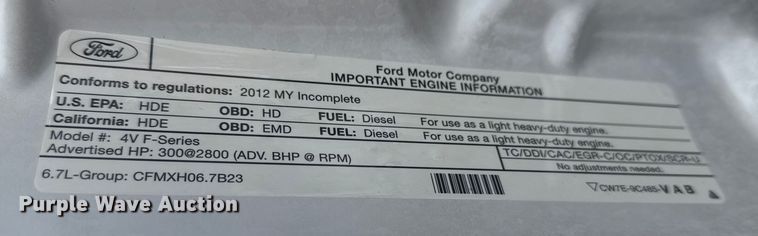 Ford
Ford Motor Company
IMPORTANT ENGINE INFORMATION
Conforms to regulations: 2012 MY Incomplete
U.S. EPA: HDE OBD: HD FUEL: Diesel For use as a light heavy-duty engine.
California: HDE OBD: EMD FUEL: Diesel For use as a light heavy-duty engine.
Model #: 4V F-Series
Advertised HP: 300@2800 (ADV. BHP @ RPM)
TC/DDI/CAC/EGR-C/OC/PTOX/SCR-U
No adjustments needed.
6.7L-Group: CFMXH06.7B23
CW7E-9C485-VAB
Purple Wave Auction